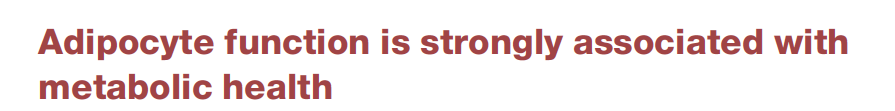 Adipocyte function is strongly associated with
metabolic health